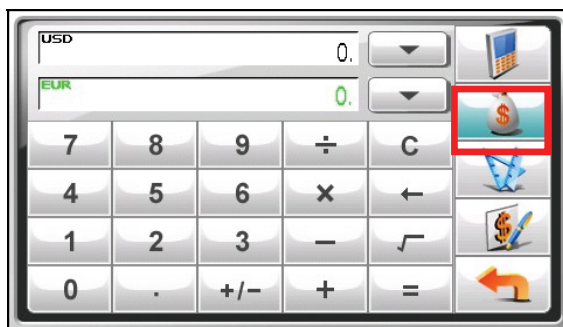 USD 0.
EUR 0.
7 8 9 ÷ C
4 5 6 × ←
1 2 3 − √
0 . +/− + =
$
$